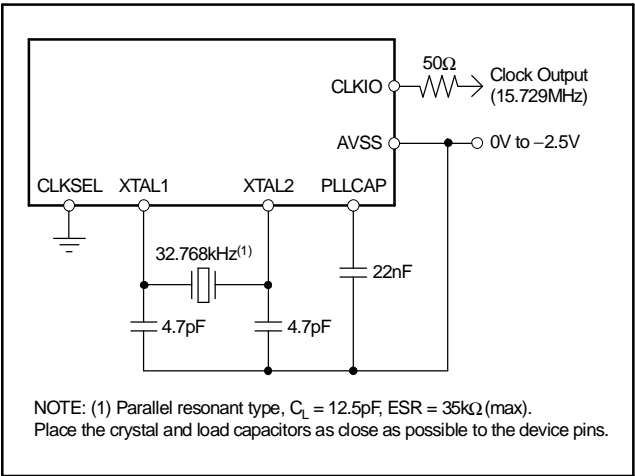 50Ω
CLKIO
Clock Output
(15.729MHz)
AVSS
0V to −2.5V
CLKSEL XTAL1 XTAL2 PLLCAP
32.768kHz(1)
22nF
4.7pF 4.7pF
NOTE: (1) Parallel resonant type, CL = 12.5pF, ESR = 35kΩ (max).
Place the crystal and load capacitors as close as possible to the device pins.